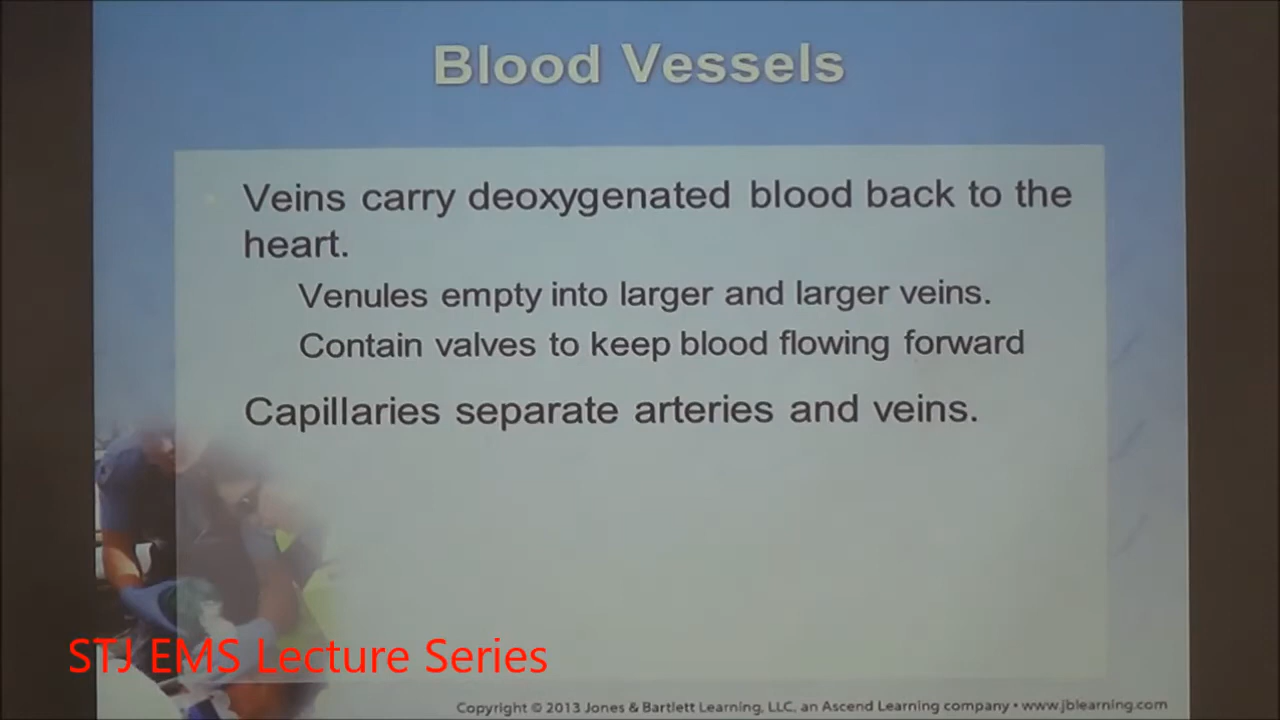 Blood Vessels
Veins carry deoxygenated blood back to the
heart.
Venules empty into larger and larger veins.
Contain valves to keep blood flowing forward
Capillaries separate arteries and veins.
STJ EMS Lecture Series
Copyright © 2013 Jones & Bartlett Learning, LLC, an Ascend Learning company • www.jblearning.com